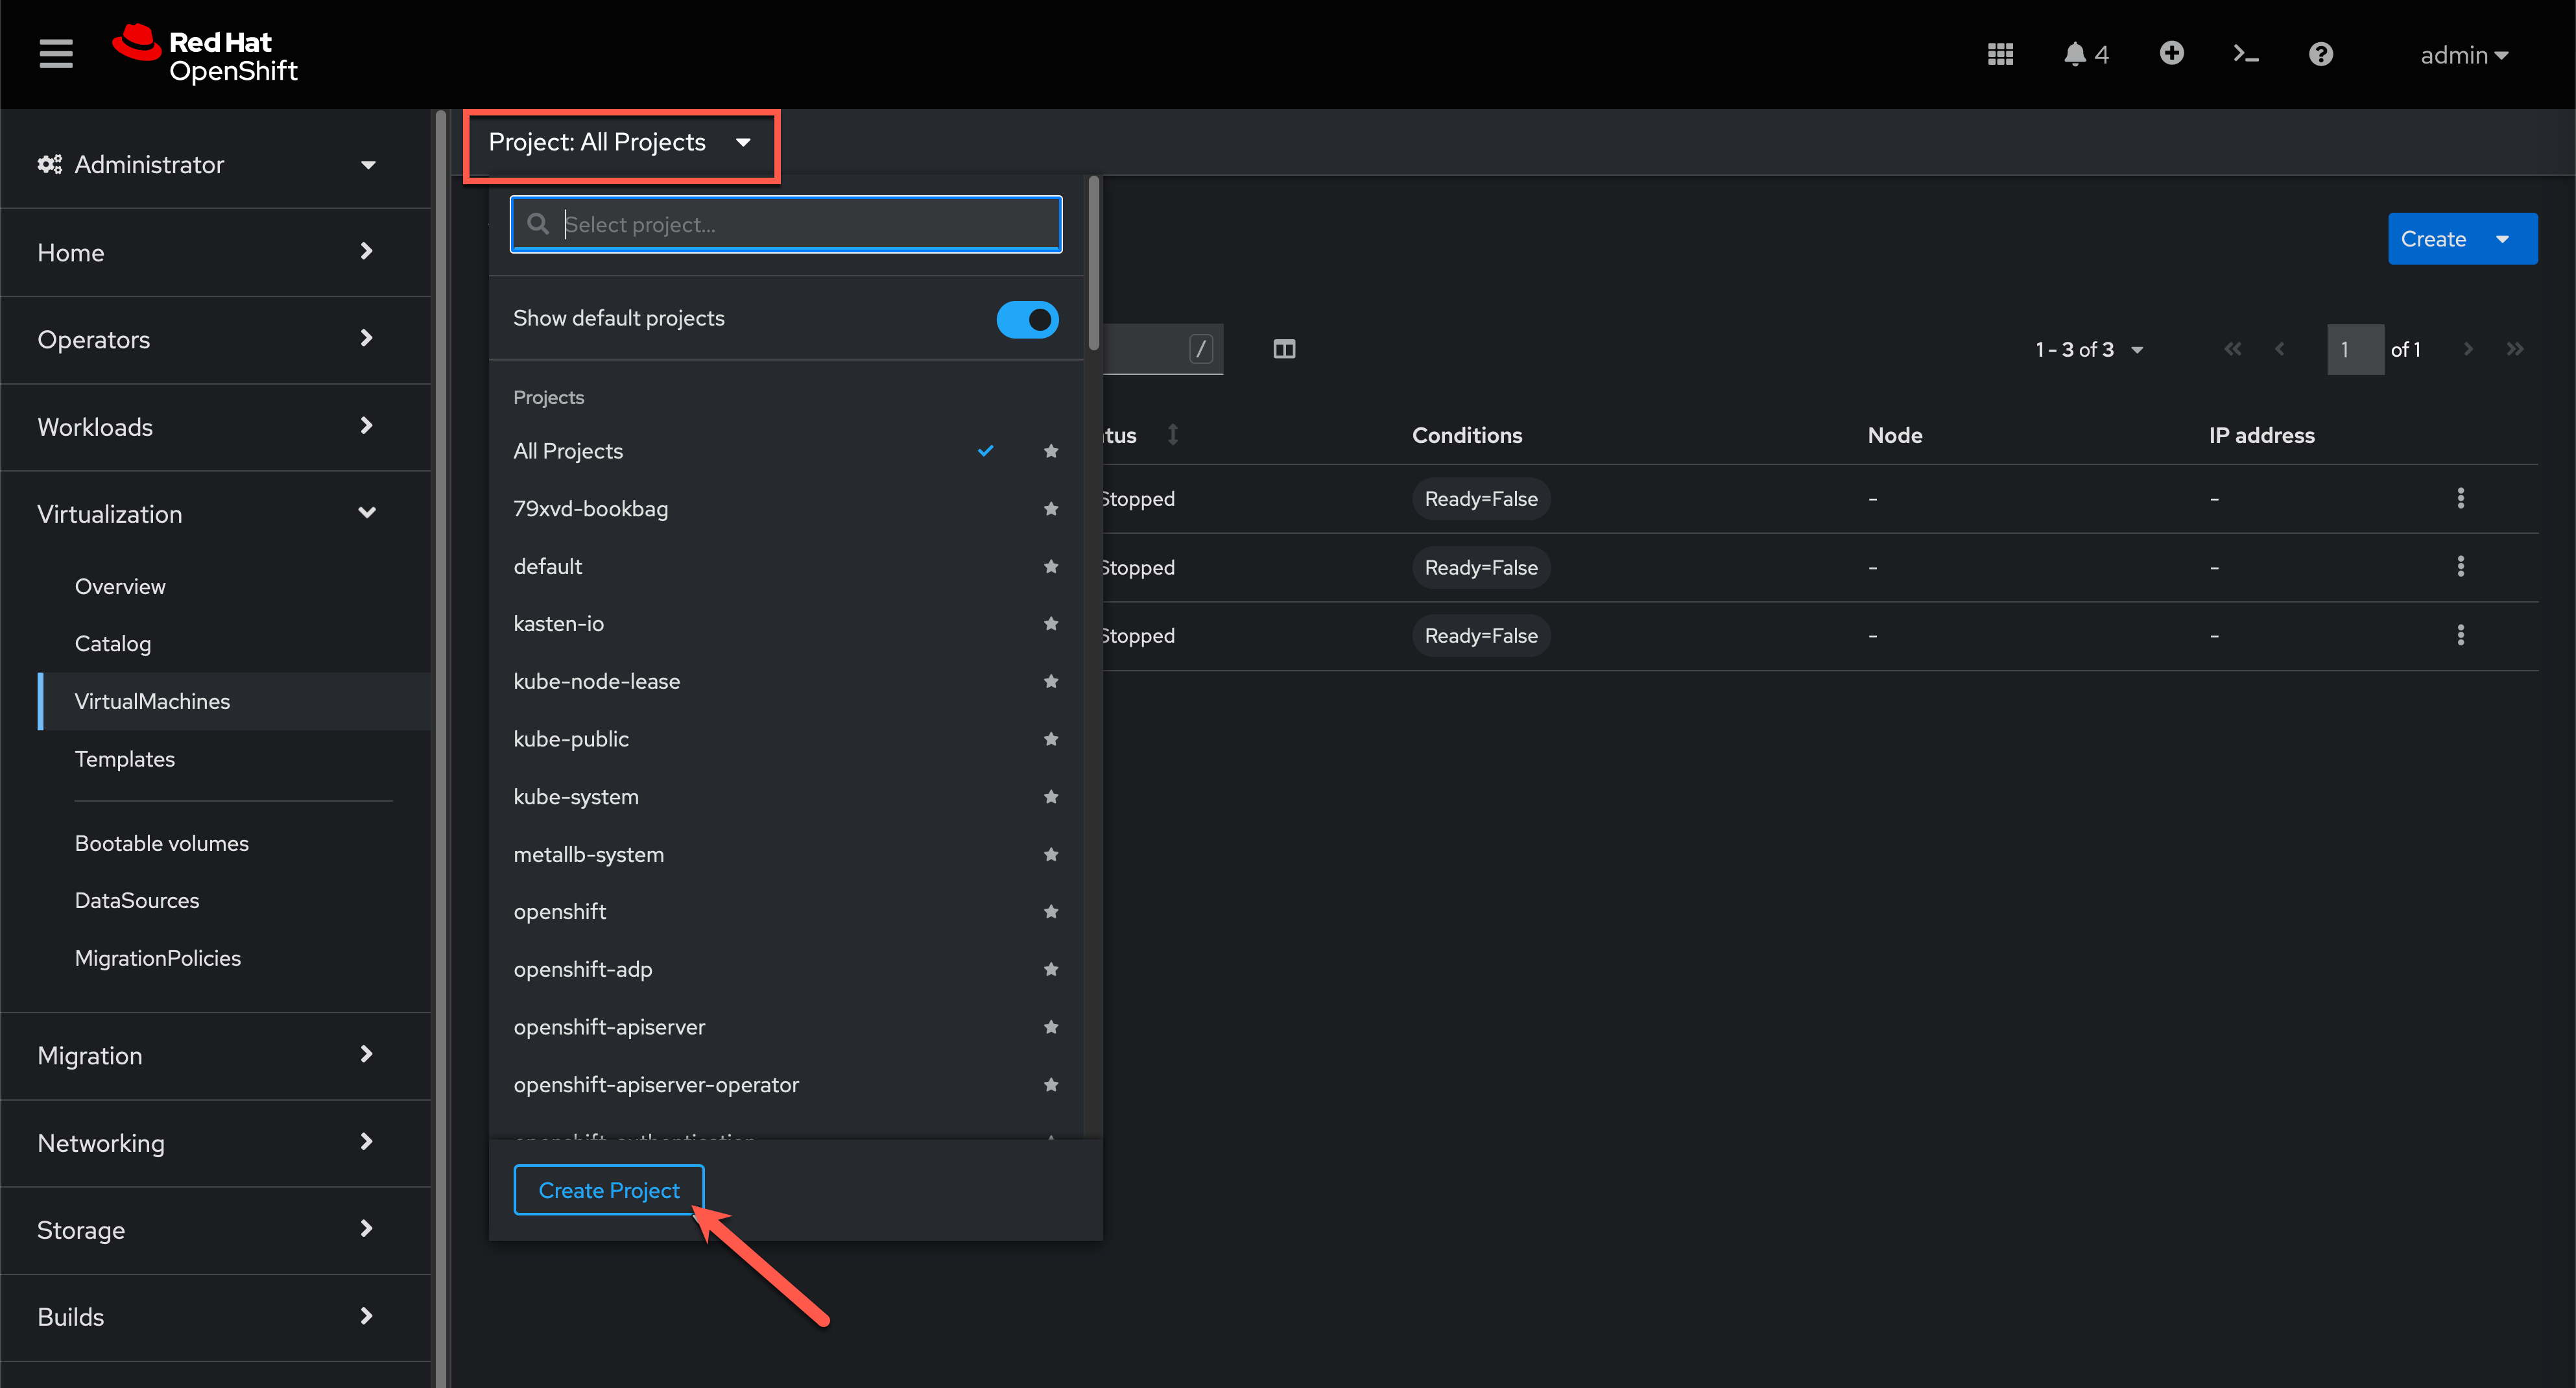 Red Hat
OpenShift
4
admin
Administrator
Home
Operators
Workloads
Virtualization
Overview
Catalog
VirtualMachines
Templates
Bootable volumes
DataSources
MigrationPolicies
Migration
Networking
Storage
Builds
Project: All Projects
Select project...
Show default projects
Projects
All Projects
79xvd-bookbag
default
kasten-io
kube-node-lease
kube-public
kube-system
metallb-system
openshift
openshift-adp
openshift-apiserver
openshift-apiserver-operator
Create Project
Create
/
1 - 3 of 3
1 of 1
tus Conditions Node IP address
Stopped Ready=False - -
Stopped Ready=False - -
Stopped Ready=False - -